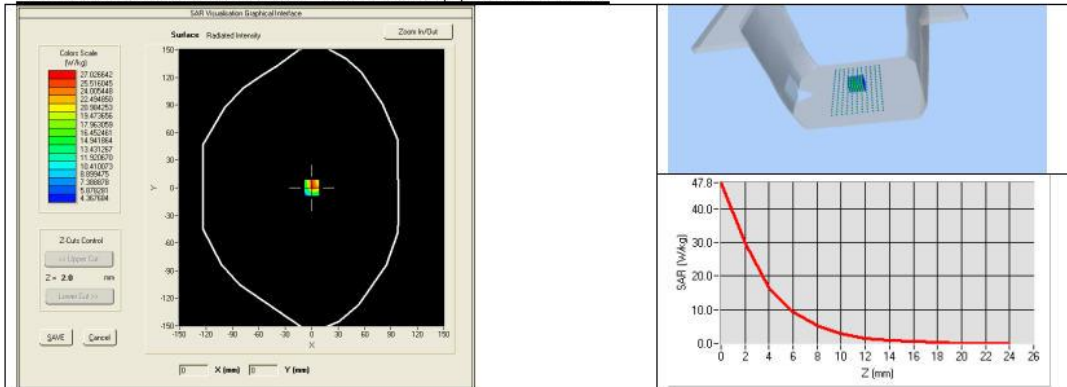 SAR Visualisation Graphical Interface
Surface Radiated Intensity
Zoom In/Out
Colors Scale
(W/kg)
27.026642
25.516045
24.005448
22.494850
20.984253
19.473656
17.963059
16.452461
14.941864
13.431267
11.920670
10.410073
8.899475
7.388878
5.878281
4.367684
Z-Cuts Control
<< Upper Cut
Z = 2.0 mm
Lower Cut >>
SAVE Cancel
150
120
90
60
30
0
-30
-60
-90
-120
-150
Y
-150 -120 -90 -60 -30 0 30 60 90 120 150
X
0 X (mm) 0 Y (mm)
47.8
40.0
30.0
20.0
10.0
0.0
SAR (W/kg)
0 2 4 6 8 10 12 14 16 18 20 22 24 26
Z (mm)